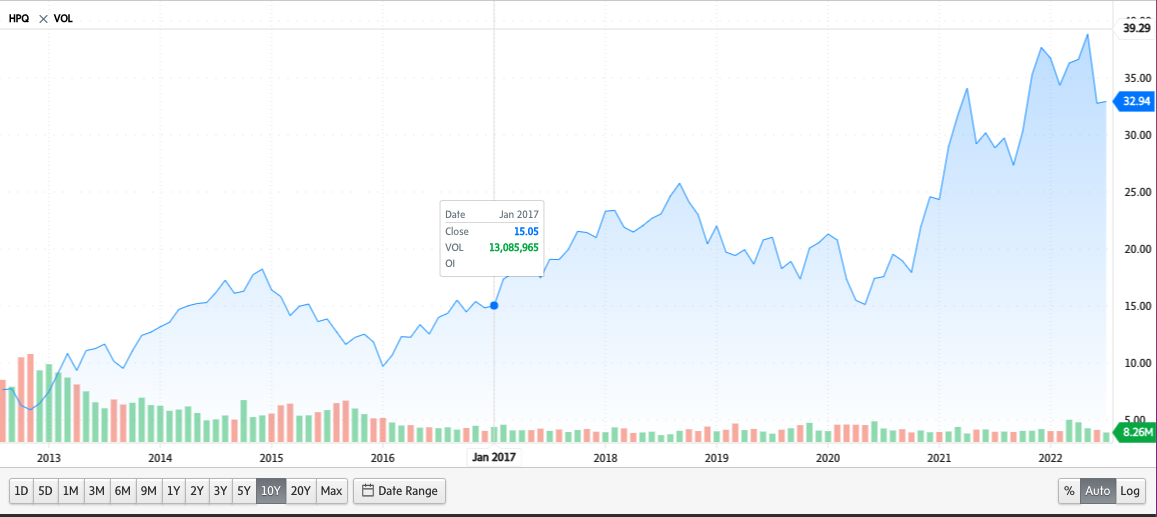 HPQ × VOL
39.29
35.00
32.94
30.00
25.00
20.00
15.00
10.00
5.00
8.26M
Date Jan 2017
Close 15.05
VOL 13,085,965
OI
2013 2014 2015 2016 Jan 2017 2018 2019 2020 2021 2022
1D 5D 1M 3M 6M 9M 1Y 2Y 3Y 5Y 10Y 20Y Max Date Range % Auto Log